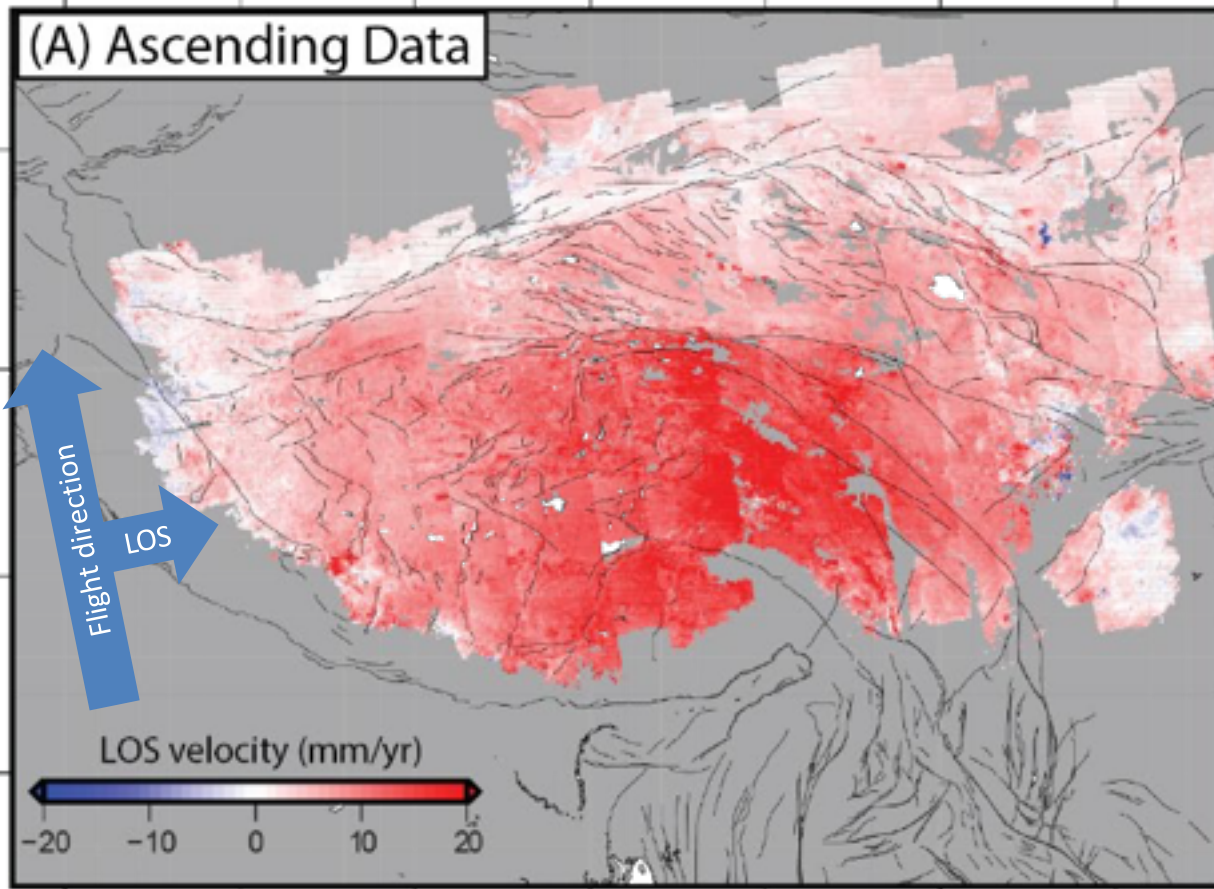 (A) Ascending Data
Flight direction
LOS
LOS velocity (mm/yr)
−20 −10 0 10 20